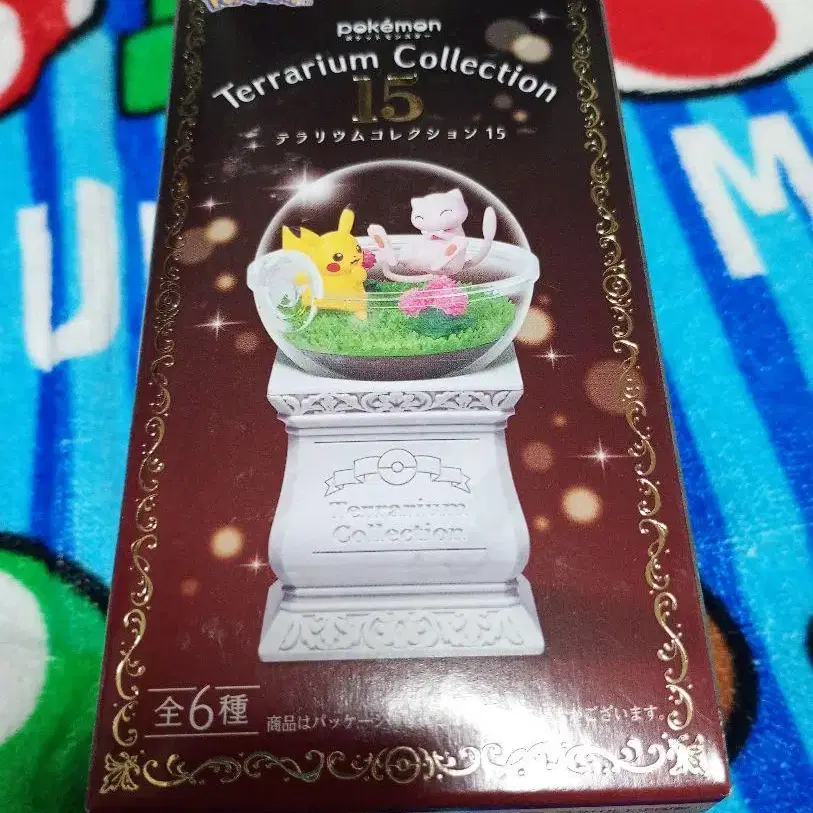 pokémon
ポケットモンスター
Terrarium Collection
15
テラリウムコレクション 15
Terrarium
Collection
全6種
商品はパッケージ
ございます。
U
M